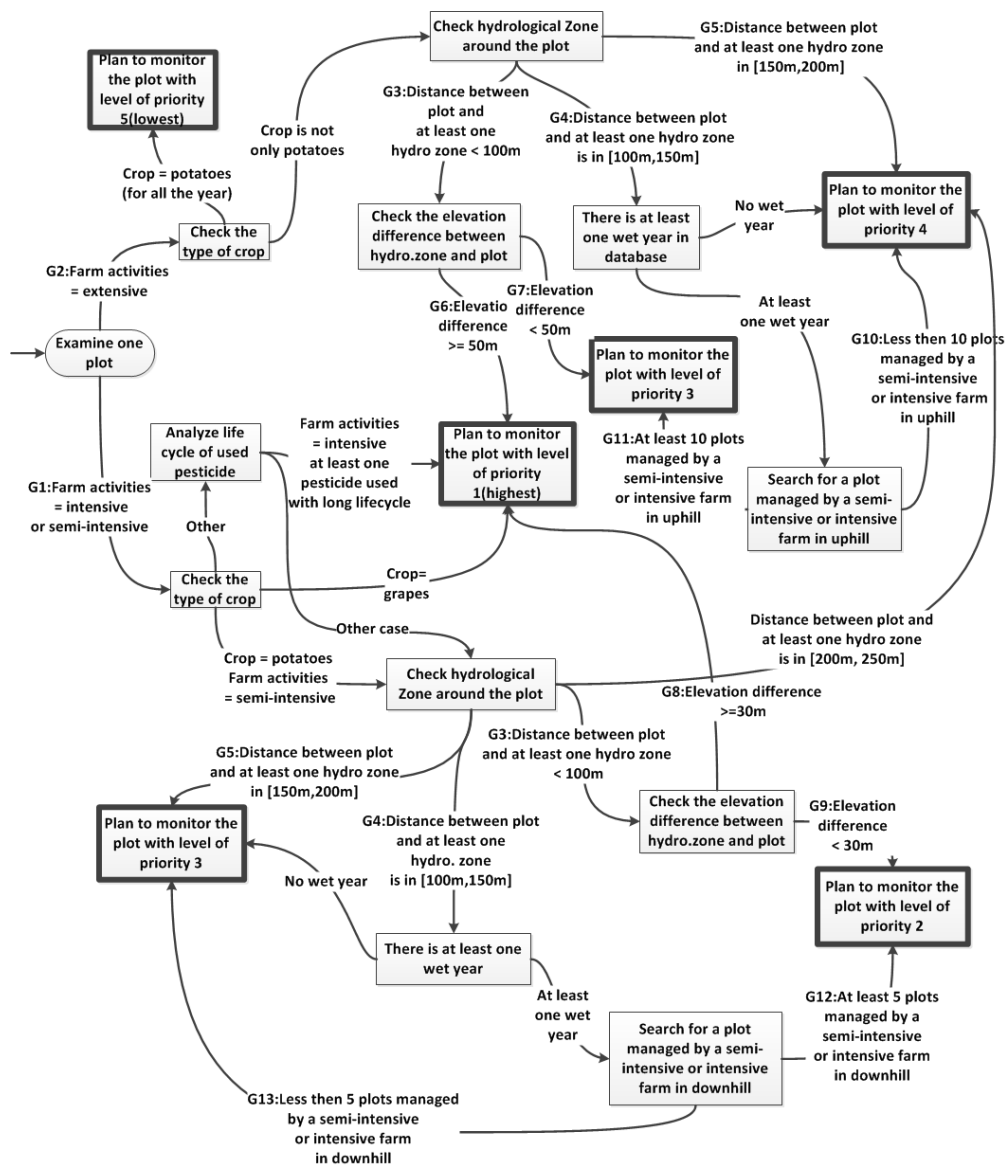 Check hydrological Zone
around the plot
G5:Distance between plot
and at least one hydro zone
in [150m,200m]
Plan to monitor
the plot with
level of priority
5(lowest)
G3:Distance between
plot and
at least one
hydro zone < 100m
G4:Distance between plot
and at least one hydro zone
is in [100m,150m]
Crop is not
only potatoes
Crop = potatoes
(for all the year)
Check the
type of crop
Check the elevation
difference between
hydro.zone and plot
There is at least
one wet year in
database
No wet
year
Plan to monitor the
plot with level of
priority 4
G2:Farm activities
= extensive
G6:Elevatio
difference
>= 50m
G7:Elevation
difference
< 50m
At least
one wet year
G10:Less then 10 plots
managed by a
semi-intensive
or intensive farm
in uphill
Examine one
plot
Plan to monitor the
plot with level of
priority 3
Analyze life
cycle of used
pesticide
Farm activities
= intensive
at least one
pesticide used
with long lifecycle
Plan to monitor
the plot with level
of priority
1(highest)
G11:At least 10 plots
managed by a
semi-intensive
or intensive farm
in uphill
Search for a plot
managed by a semi-
intensive or intensive
farm in uphill
G1:Farm activities
= intensive
or semi-intensive
Other
Check the
type of crop
Crop=
grapes
Other case
Distance between plot and
at least one hydro zone
is in [200m, 250m]
Crop = potatoes
Farm activities
= semi-intensive
Check hydrological
Zone around the plot
G8:Elevation difference
>=30m
G5:Distance between plot
and at least one hydro zone
in [150m,200m]
G3:Distance between plot
and at least one hydro zone
< 100m
Plan to monitor the
plot with level of
priority 3
G4:Distance between plot
and at least one
hydro. zone
is in [100m,150m]
Check the elevation
difference between
hydro.zone and plot
G9:Elevation
difference
< 30m
No wet year
Plan to monitor the
plot with level of
priority 2
There is at least one
wet year
At least
one wet
year
Search for a plot
managed by a semi-
intensive or intensive
farm in downhill
G12:At least 5 plots
managed by a
semi-intensive
or intensive farm
in downhill
G13:Less then 5 plots managed
by a semi-intensive
or intensive farm
in downhill